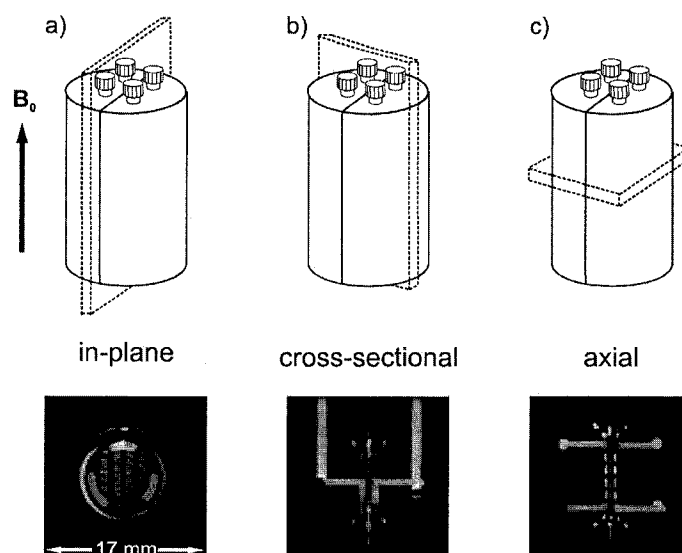 a)
b)
c)
B₀
in-plane
cross-sectional
axial
17 mm